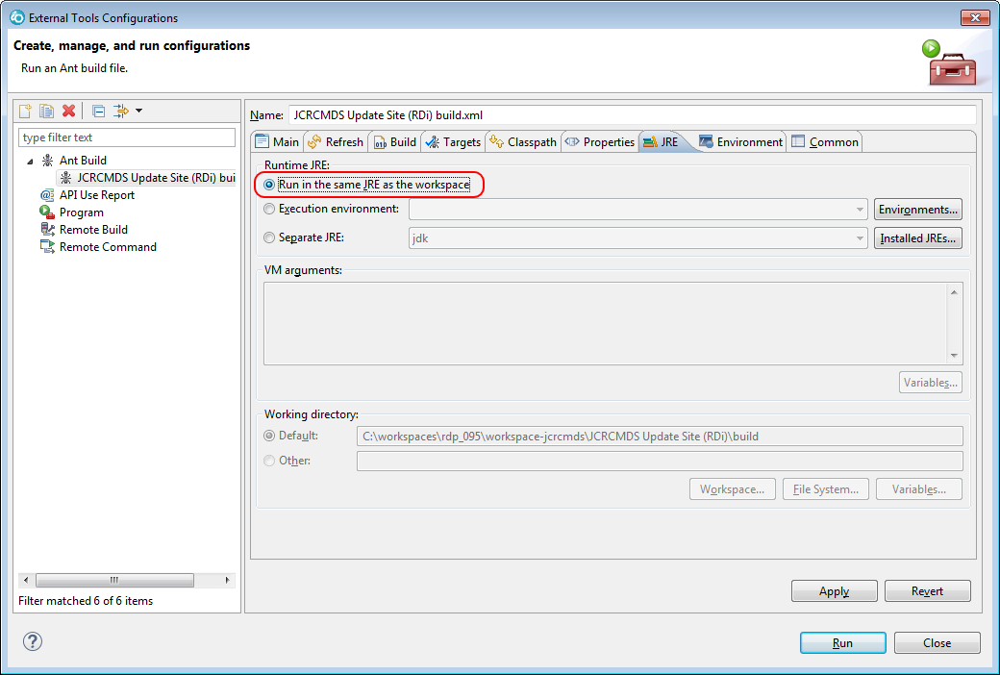 External Tools Configurations
Create, manage, and run configurations
Run an Ant build file.
type filter text
Ant Build
JCRCMDS Update Site (RDi) bui
API Use Report
Program
Remote Build
Remote Command
Filter matched 6 of 6 items
Name: JCRCMDS Update Site (RDi) build.xml
Main Refresh Build Targets Classpath Properties JRE Environment Common
Runtime JRE:
Run in the same JRE as the workspace
Execution environment: Environments...
Separate JRE: jdk Installed JREs...
VM arguments:
Variables...
Working directory:
Default: C:\workspaces\rdp_095\workspace-jcrcmds\JCRCMDS Update Site (RDi)\build
Other:
Workspace... File System... Variables...
Apply Revert
Run Close